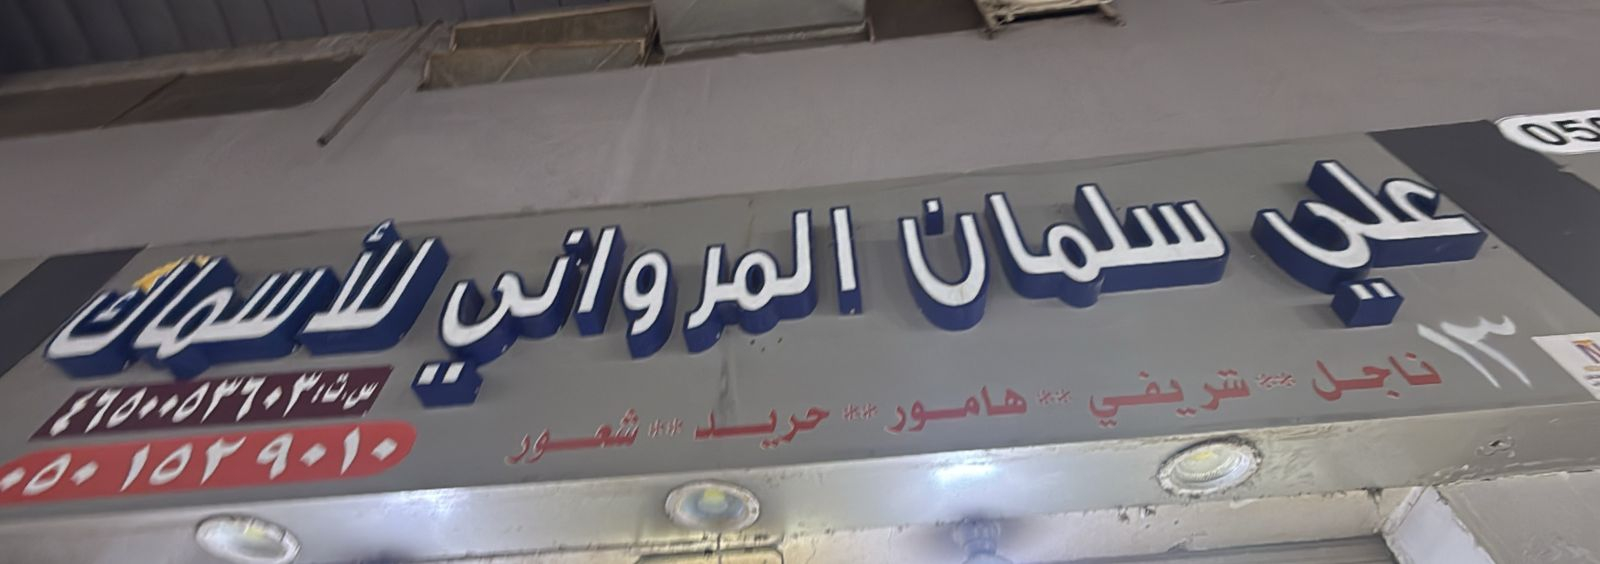 علي سلمان المرواني للأسماك
١٣
ناجل ** شريفي ** هامور ** حريد ** شعور
س.ت: ٤٦٥٠٠٥٣٦٠٣
٠٥٠١٥٢٩٠١٠